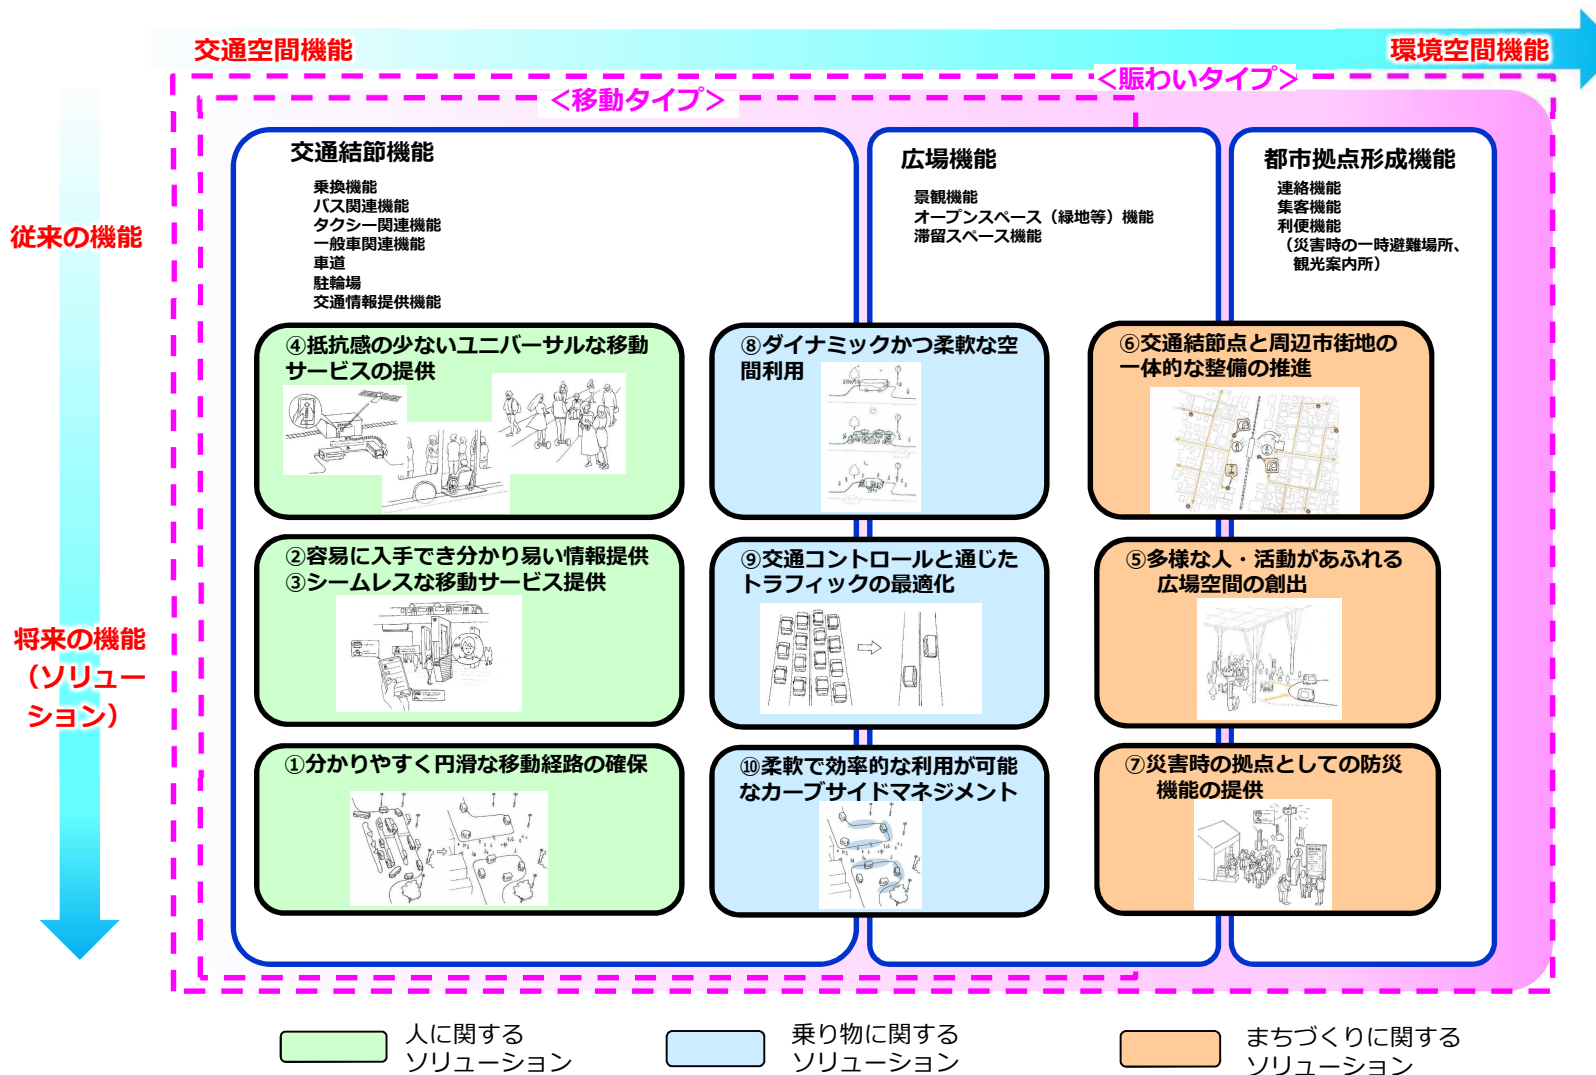 交通空間機能
環境空間機能
＜賑わいタイプ＞
＜移動タイプ＞
従来の機能
交通結節機能
乗換機能
バス関連機能
タクシー関連機能
一般車関連機能
車道
駐輪場
交通情報提供機能
広場機能
景観機能
オープンスペース（緑地等）機能
滞留スペース機能
都市拠点形成機能
連絡機能
集客機能
利便機能
（災害時の一時避難場所、
観光案内所）
将来の機能
（ソリュー
ション）
④抵抗感の少ないユニバーサルな移動
サービスの提供
⑧ダイナミックかつ柔軟な空
間利用
⑥交通結節点と周辺市街地の
一体的な整備の推進
②容易に入手でき分かり易い情報提供
③シームレスな移動サービス提供
⑨交通コントロールと通じた
トラフィックの最適化
⑤多様な人・活動があふれる
広場空間の創出
①分かりやすく円滑な移動経路の確保
⑩柔軟で効率的な利用が可能
なカーブサイドマネジメント
⑦災害時の拠点としての防災
機能の提供
人に関する
ソリューション
乗り物に関する
ソリューション
まちづくりに関する
ソリューション